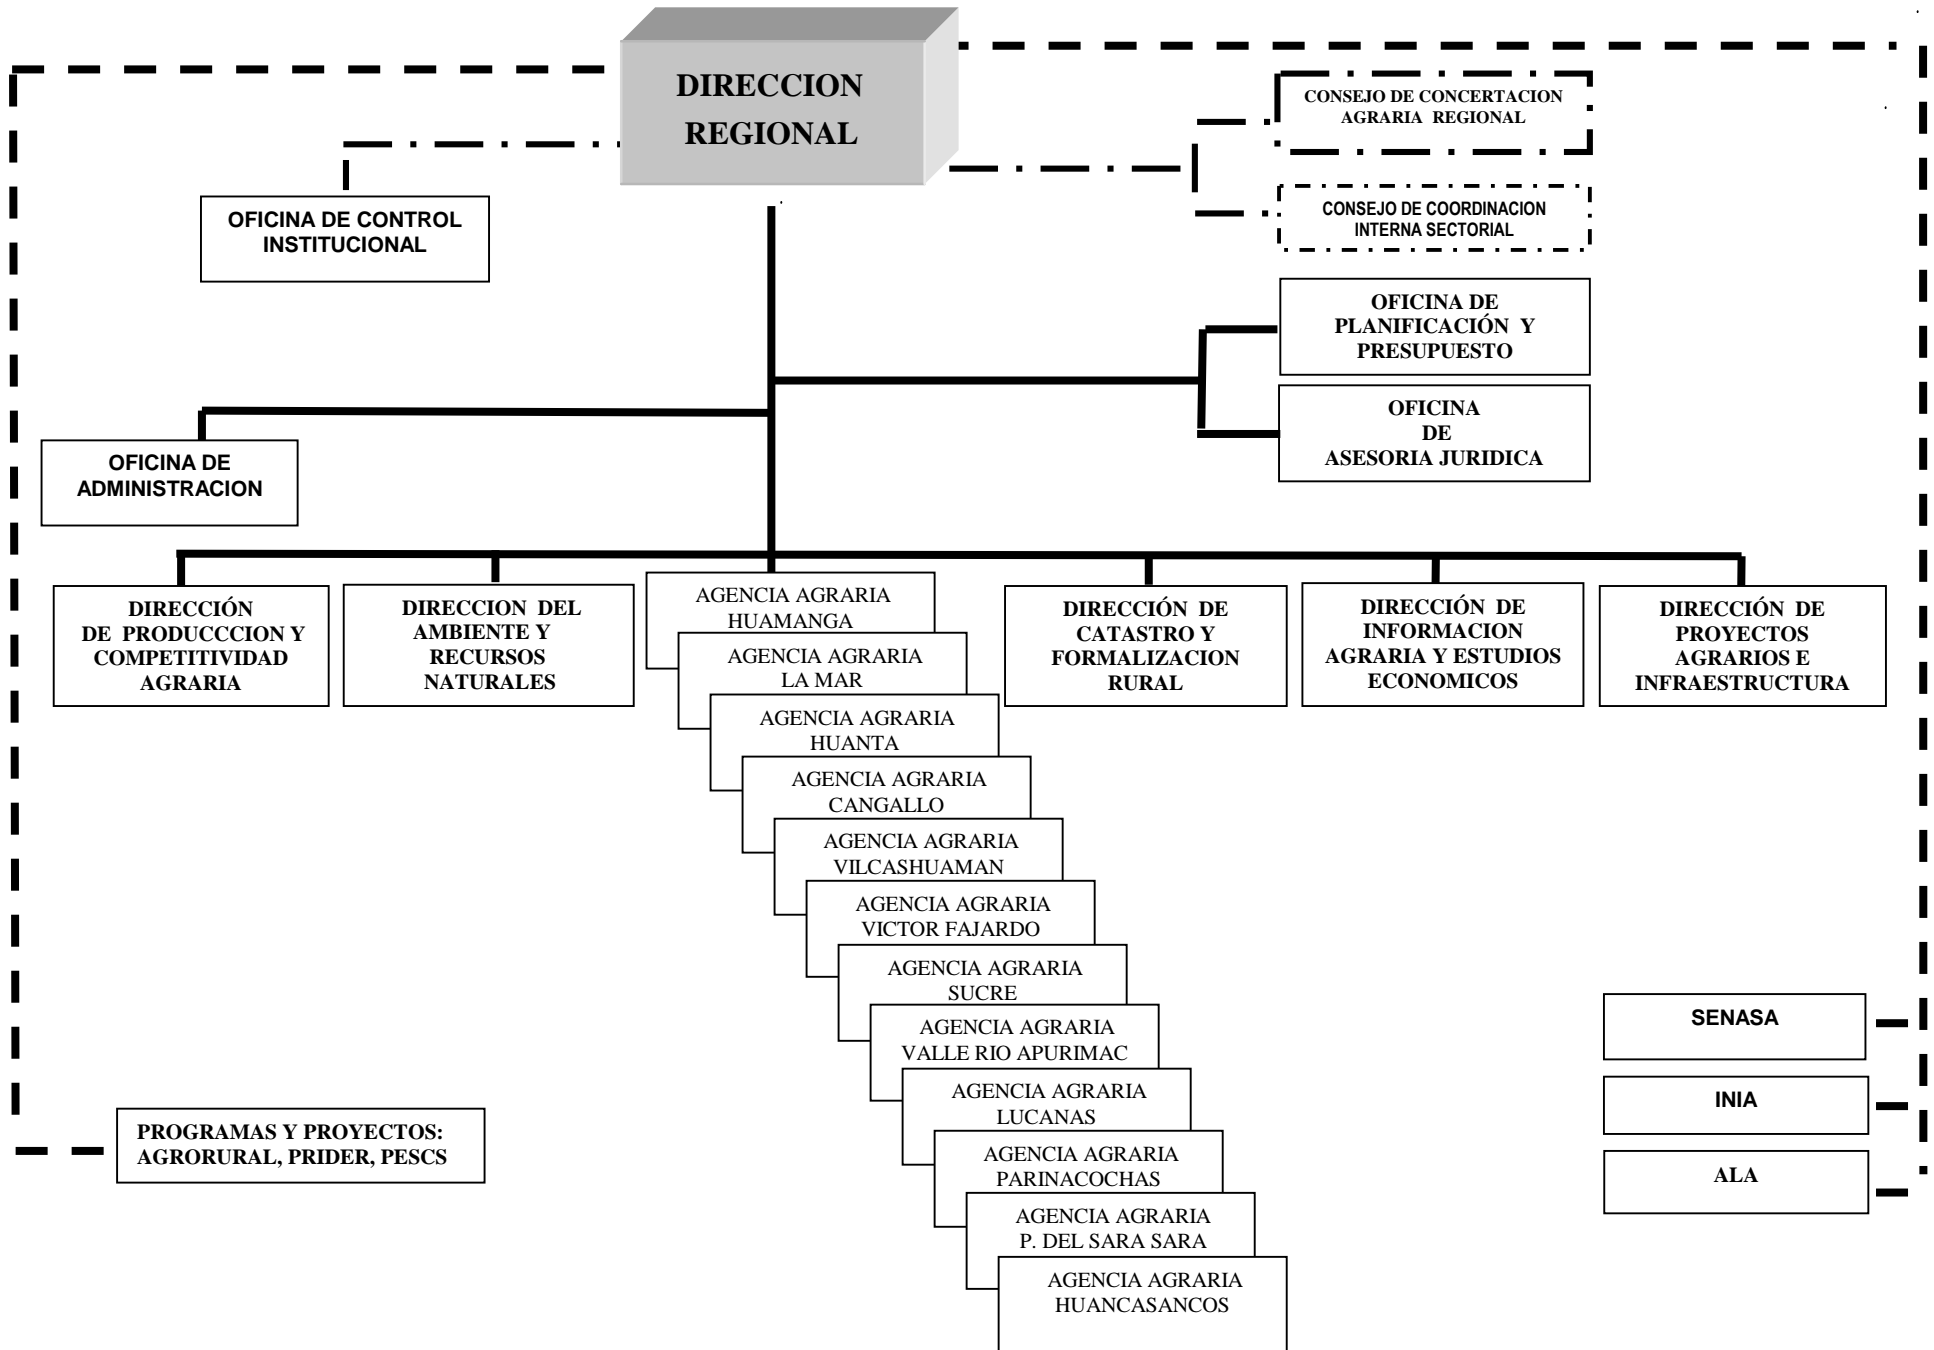 DIRECCION
REGIONAL
CONSEJO DE CONCERTACION
AGRARIA REGIONAL
OFICINA DE CONTROL
INSTITUCIONAL
CONSEJO DE COORDINACION
INTERNA SECTORIAL
OFICINA DE
PLANIFICACIÓN Y
PRESUPUESTO
OFICINA
DE
ASESORIA JURIDICA
OFICINA DE
ADMINISTRACION
DIRECCIÓN
DE PRODUCCCION Y
COMPETITIVIDAD
AGRARIA
DIRECCION DEL
AMBIENTE Y
RECURSOS
NATURALES
AGENCIA AGRARIA
HUAMANGA
AGENCIA AGRARIA
LA MAR
AGENCIA AGRARIA
HUANTA
AGENCIA AGRARIA
CANGALLO
AGENCIA AGRARIA
VILCASHUAMAN
AGENCIA AGRARIA
VICTOR FAJARDO
AGENCIA AGRARIA
SUCRE
AGENCIA AGRARIA
VALLE RIO APURIMAC
AGENCIA AGRARIA
LUCANAS
AGENCIA AGRARIA
PARINACOCHAS
AGENCIA AGRARIA
P. DEL SARA SARA
AGENCIA AGRARIA
HUANCASANCOS
DIRECCIÓN DE
CATASTRO Y
FORMALIZACION
RURAL
DIRECCIÓN DE
INFORMACION
AGRARIA Y ESTUDIOS
ECONOMICOS
DIRECCIÓN DE
PROYECTOS
AGRARIOS E
INFRAESTRUCTURA
SENASA
INIA
ALA
PROGRAMAS Y PROYECTOS:
AGRORURAL, PRIDER, PESCS